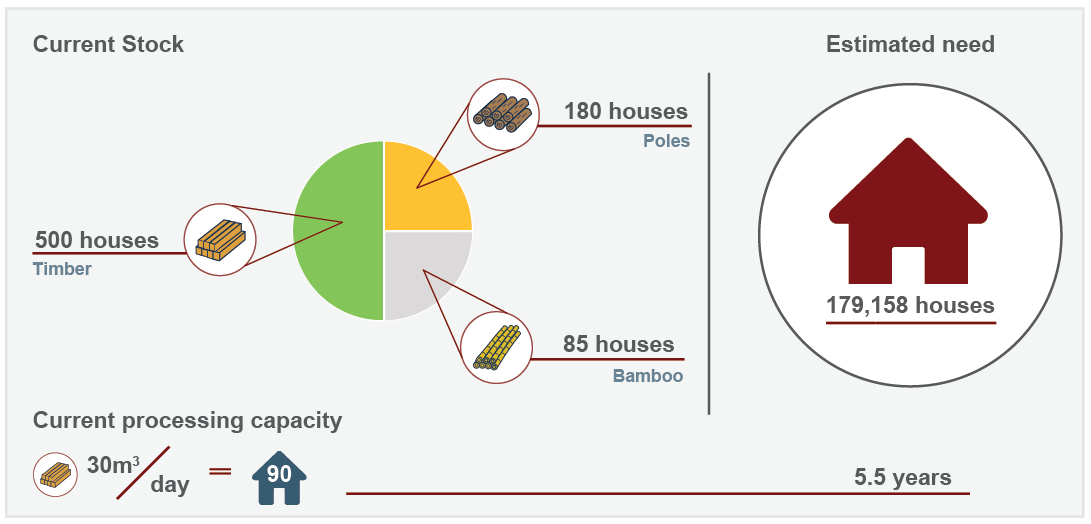 Current Stock
Estimated need
180 houses
Poles
500 houses
Timber
179,158 houses
85 houses
Bamboo
Current processing capacity
30m³/day = 90
5.5 years